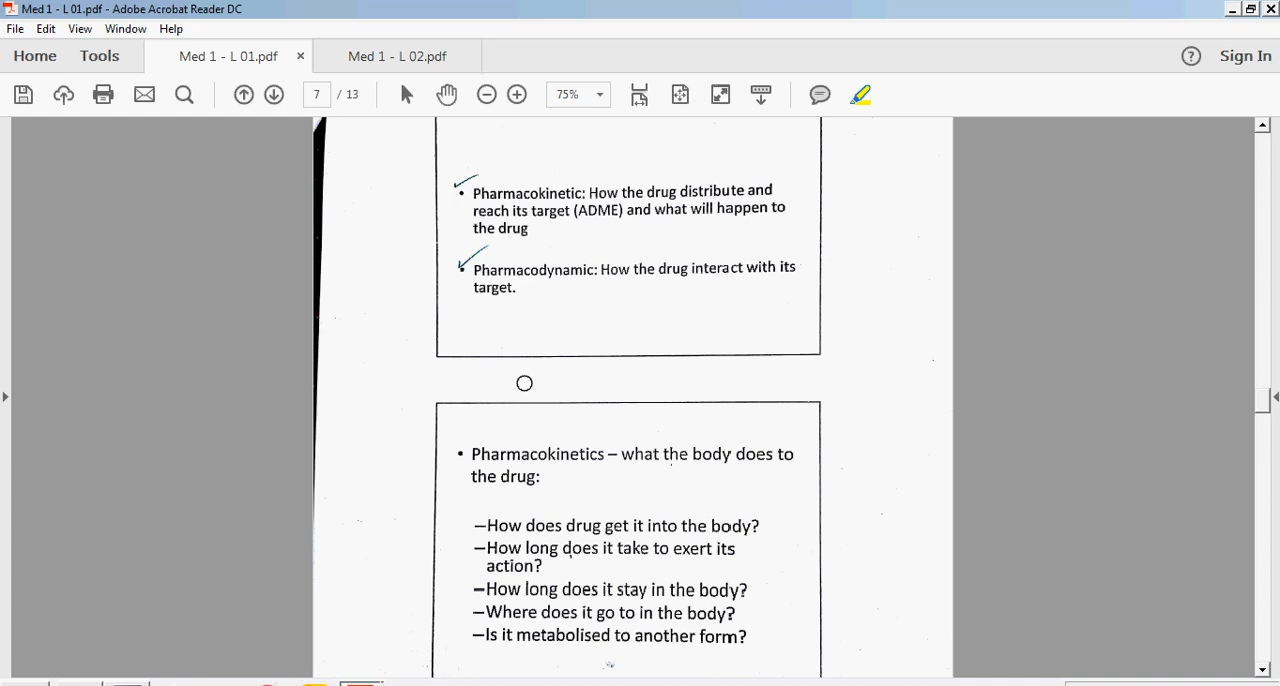 Med 1 - L 01.pdf - Adobe Acrobat Reader DC
File Edit View Window Help
Home Tools Med 1 - L 01.pdf × Med 1 - L 02.pdf ? Sign In
7 / 13 75%
• Pharmacokinetic: How the drug distribute and
reach its target (ADME) and what will happen to
the drug
• Pharmacodynamic: How the drug interact with its
target.
• Pharmacokinetics – what the body does to
the drug:
–How does drug get it into the body?
–How long does it take to exert its
action?
–How long does it stay in the body?
–Where does it go to in the body?
–Is it metabolised to another form?